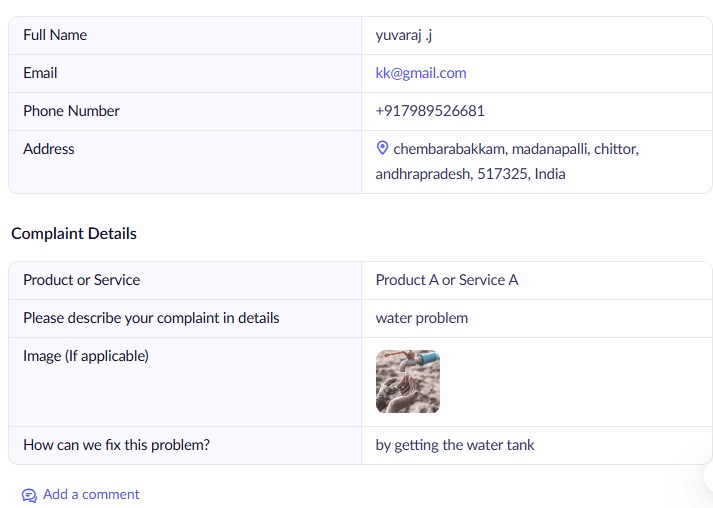 Full Name yuvaraj .j
Email kk@gmail.com
Phone Number +917989526681
Address chembarabakkam, madanapalli, chittor,
andhrapradesh, 517325, India
Complaint Details
Product or Service Product A or Service A
Please describe your complaint in details water problem
Image (If applicable)
How can we fix this problem? by getting the water tank
Add a comment